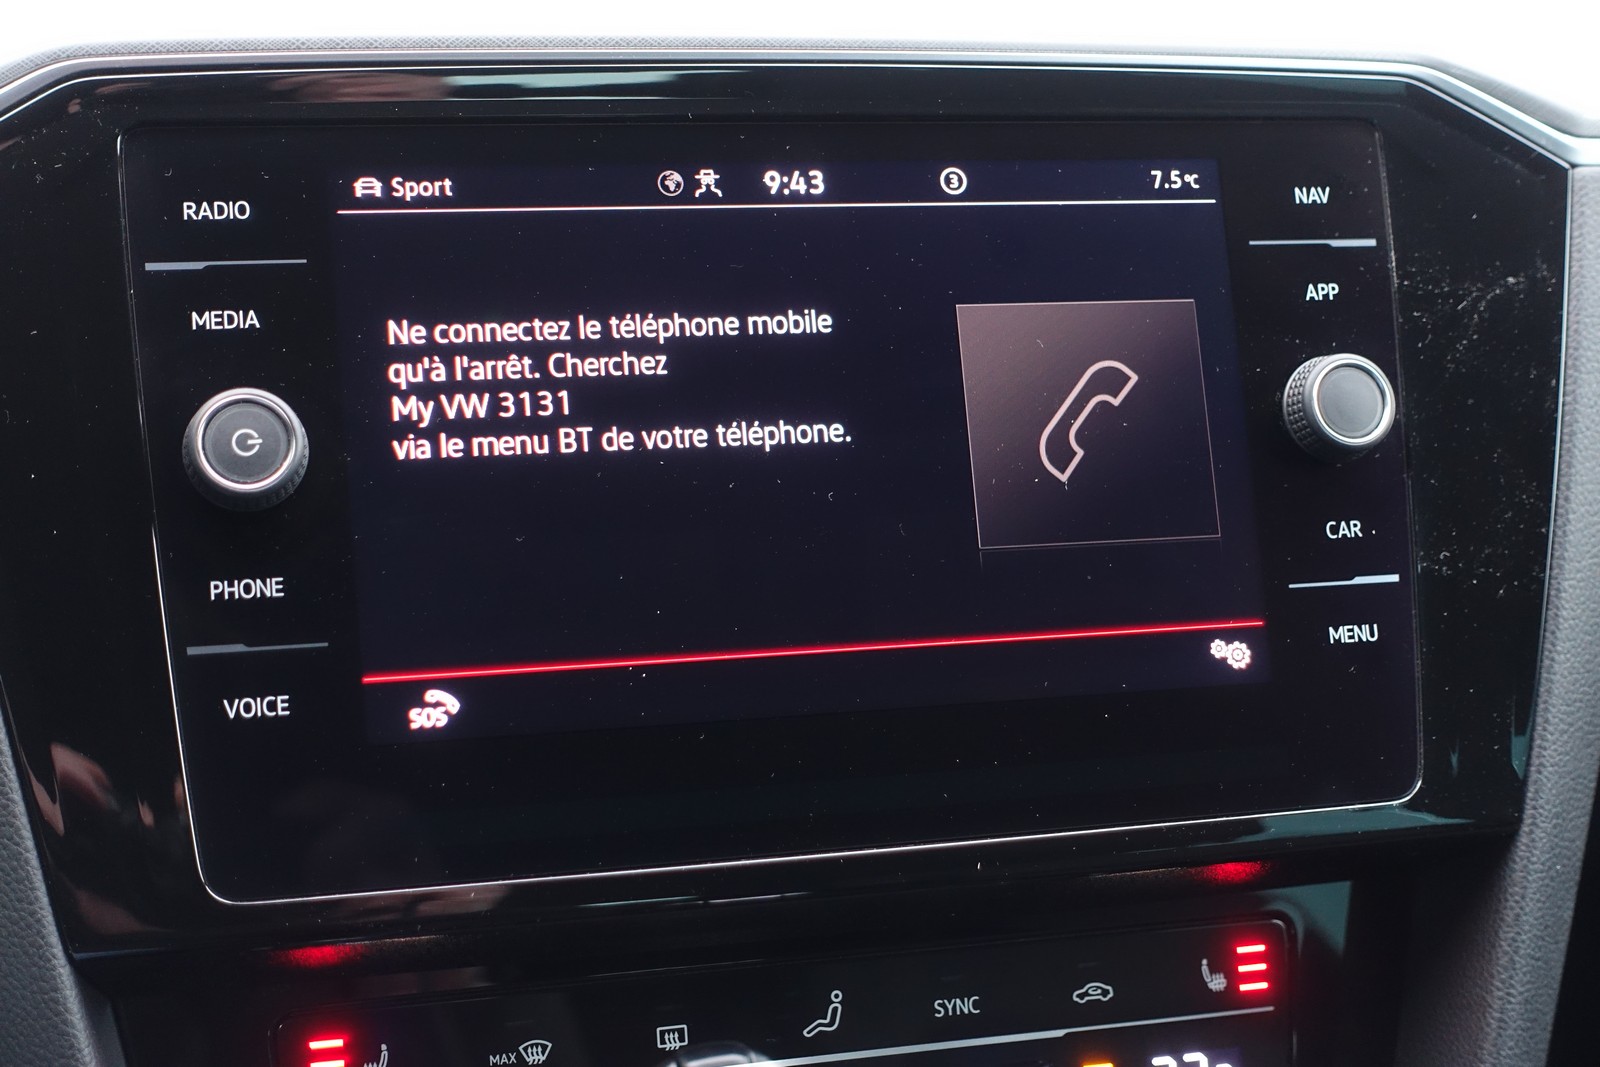 Sport 9:43 3 7.5°C
RADIO
MEDIA
PHONE
VOICE
Ne connectez le téléphone mobile
qu'à l'arrêt. Cherchez
My VW 3131
via le menu BT de votre téléphone.
SOS
NAV
APP
CAR
MENU
MAX
SYNC